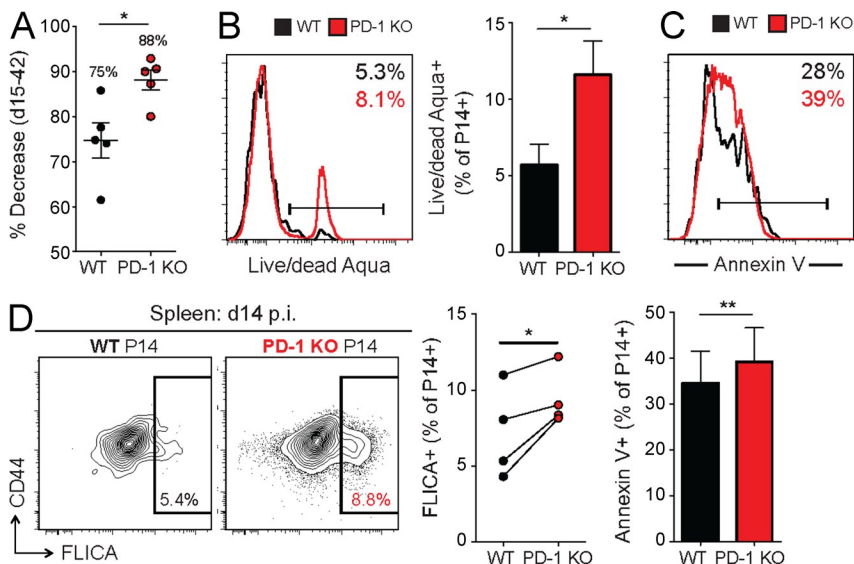 A
*
100
90
80
70
60
50
% Decrease (d15-42)
75%
88%
WT PD-1 KO
B
WT PD-1 KO
5.3%
8.1%
Live/dead Aqua
*
15
10
5
0
Live/dead Aqua+
(% of P14+)
WT PD-1 KO
C
WT PD-1 KO
28%
39%
Annexin V
D
Spleen: d14 p.i.
WT P14
PD-1 KO P14
5.4%
8.8%
CD44
FLICA
*
15
10
5
0
FLICA+ (% of P14+)
WT PD-1 KO
**
50
40
30
20
10
0
Annexin V+ (% of P14+)
WT PD-1 KO